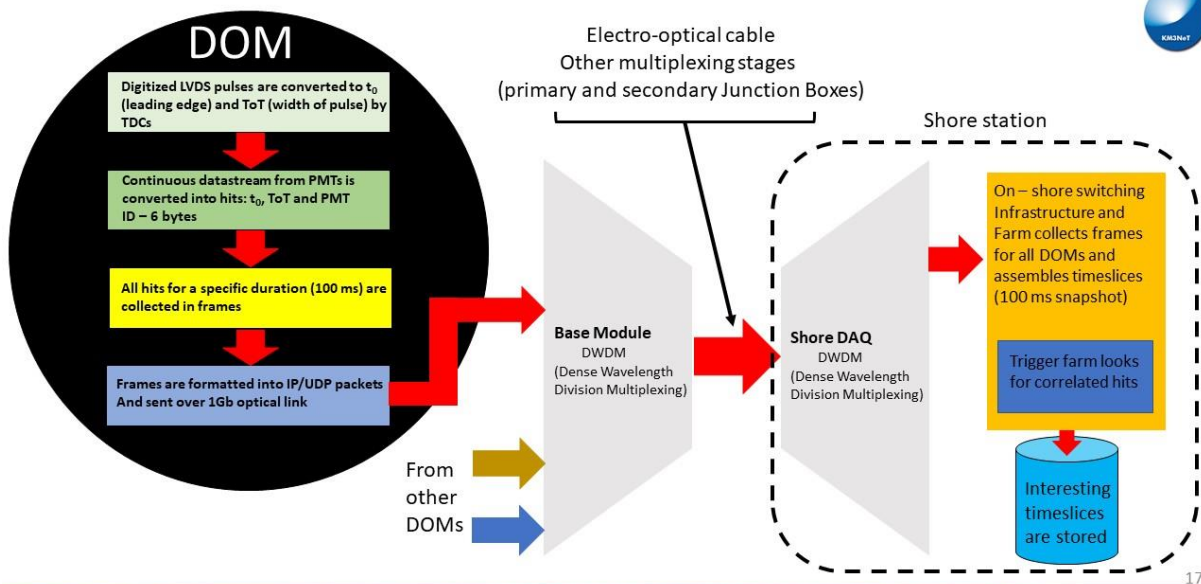 DOM
Digitized LVDS pulses are converted to t₀
(leading edge) and ToT (width of pulse) by
TDCs
Continuous datastream from PMTs is
converted into hits: t₀, ToT and PMT
ID – 6 bytes
All hits for a specific duration (100 ms) are
collected in frames
Frames are formatted into IP/UDP packets
And sent over 1Gb optical link
From
other
DOMs
Electro-optical cable
Other multiplexing stages
(primary and secondary Junction Boxes)
Base Module
DWDM
(Dense Wavelength
Division Multiplexing)
Shore station
Shore DAQ
DWDM
(Dense Wavelength
Division Multiplexing)
On – shore switching
Infrastructure and
Farm collects frames
for all DOMs and
assembles timeslices
(100 ms snapshot)
Trigger farm looks
for correlated hits
Interesting
timeslices
are stored
KM3NeT
17